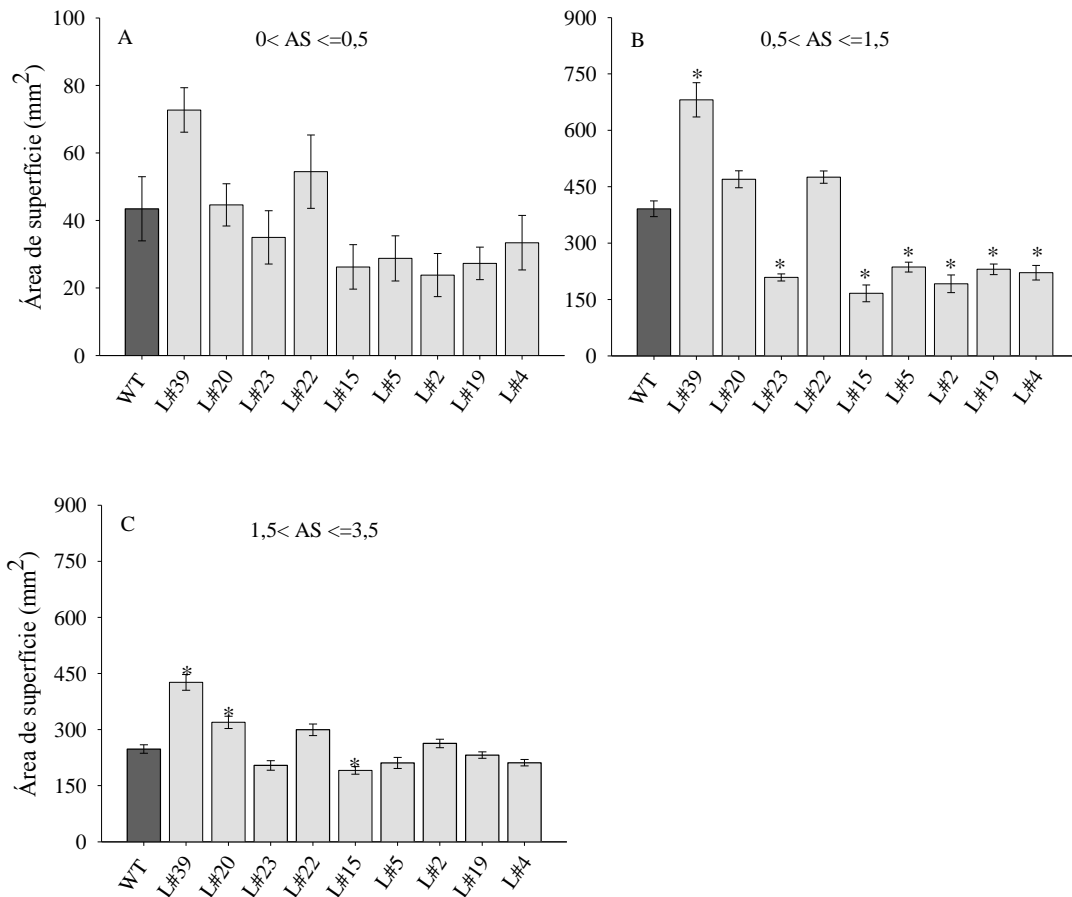 A
0< AS <=0,5
Área de superfície (mm²)
100
80
60
40
20
0
WT
L#39
L#20
L#23
L#22
L#15
L#5
L#2
L#19
L#4
B
0,5< AS <=1,5
900
750
600
450
300
150
0
*
*
*
*
*
*
*
WT
L#39
L#20
L#23
L#22
L#15
L#5
L#2
L#19
L#4
C
1,5< AS <=3,5
Área de superfície (mm²)
900
750
600
450
300
150
0
*
*
*
WT
L#39
L#20
L#23
L#22
L#15
L#5
L#2
L#19
L#4